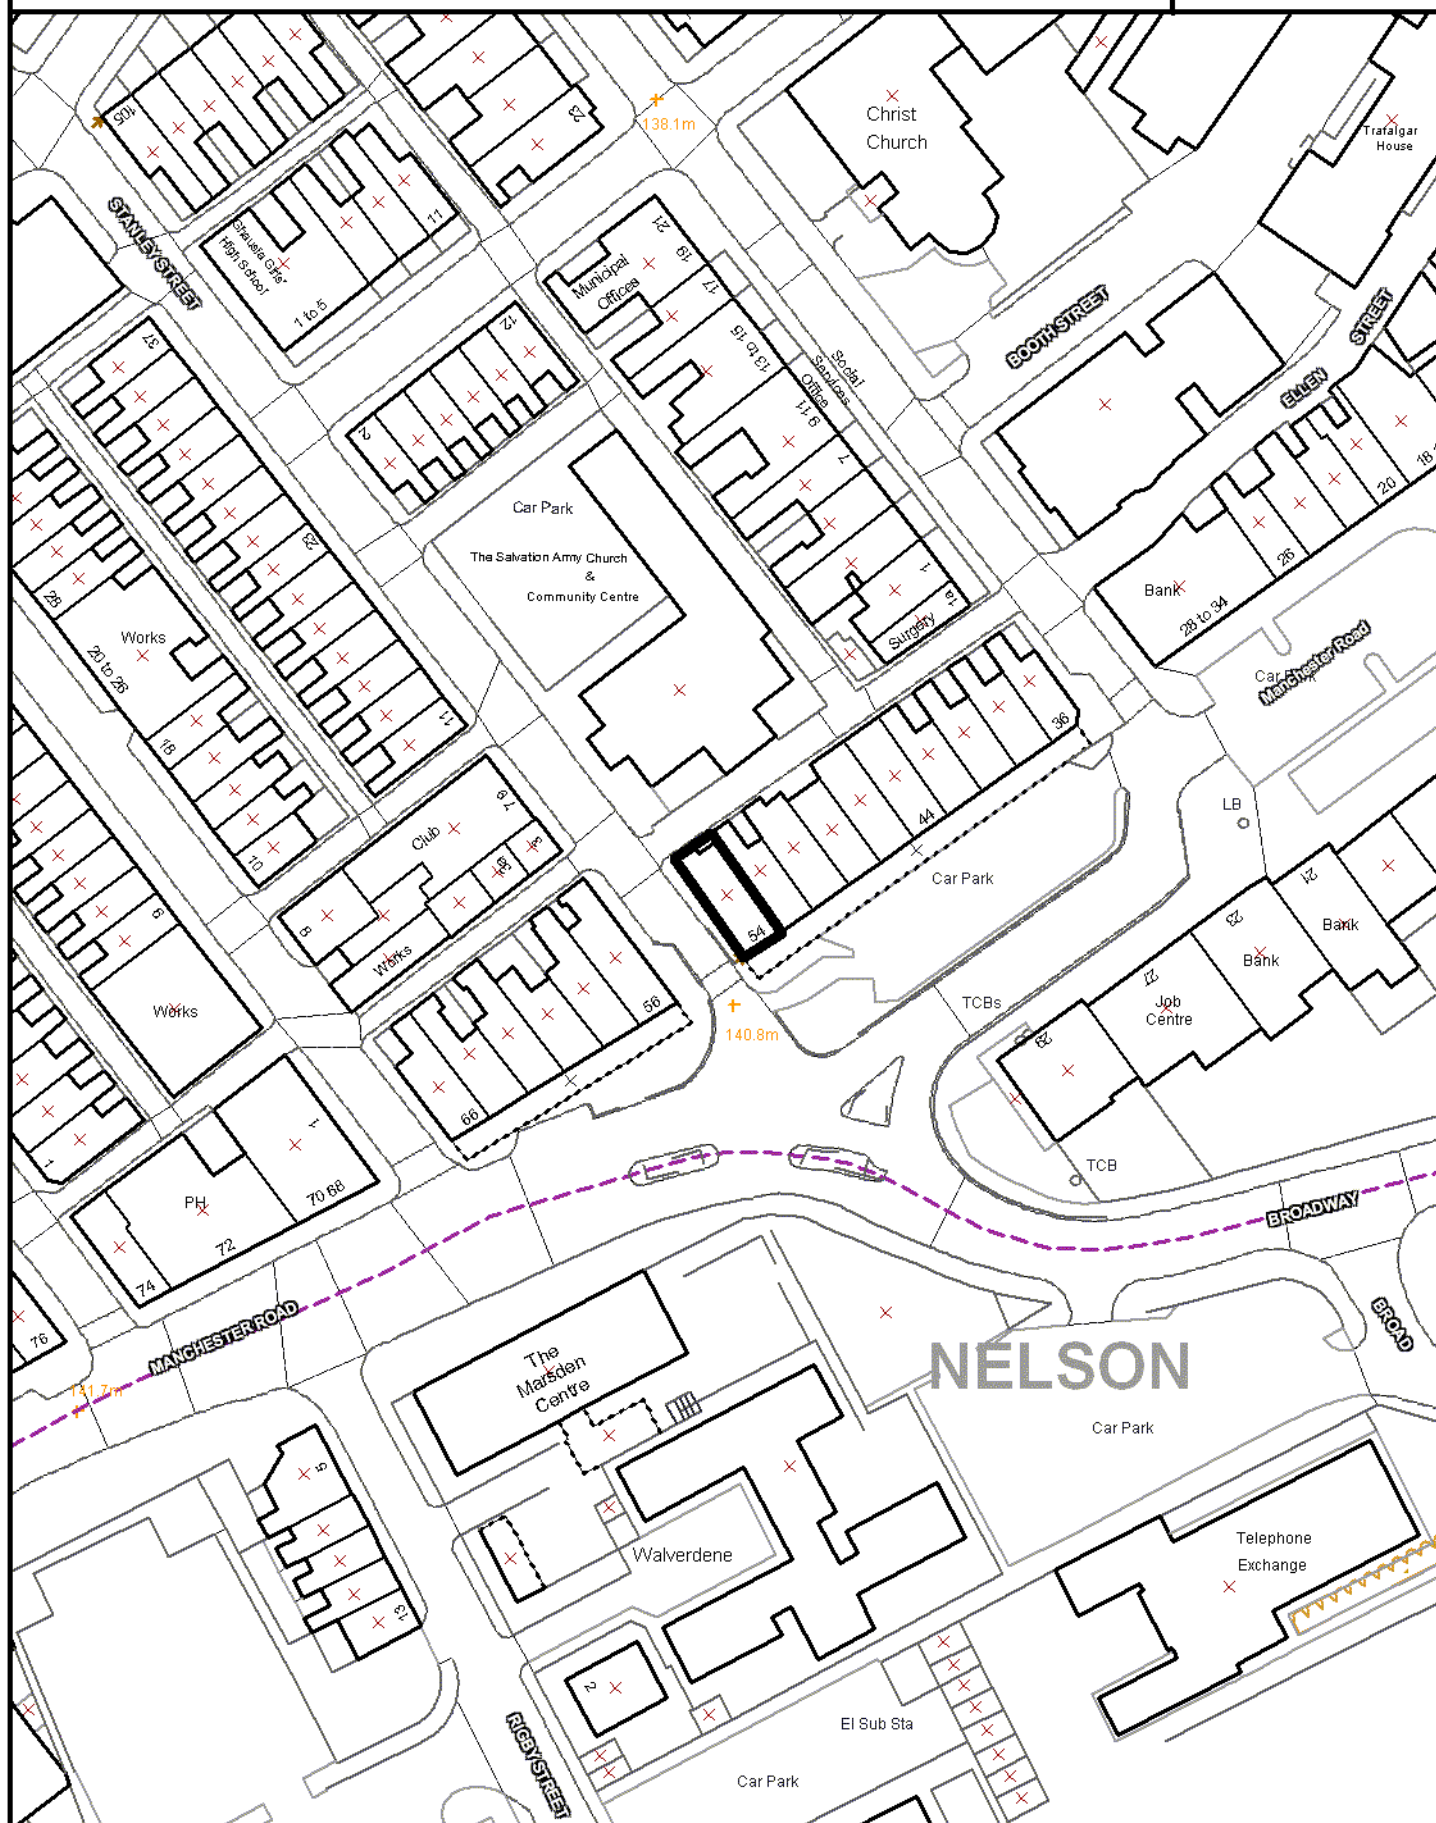 105
23
138.1m
Christ
Church
Trafalgar
House
STANLEY STREET
Ghausia Girls'
High School
11
1 to 5
21
19
17
Municipal
Offices
13 to 15
Social
Services
Office
9 11
7
BOOTH STREET
STREET
ELLEN
37
12
2
Car Park
The Salvation Army Church
&
Community Centre
23
28
Works
20 to 26
18
11
10
1
1a
Surgery
Bank
28 to 34
26
20
Manchester Road
Car Park
36
44
LB
Car Park
54
Club
7 9
3
8
Works
6
Works
56
66
140.8m
TCBs
21
23
Bank
Bank
27
Job
Centre
29
TCB
BROADWAY
BROAD
1
1
PH
70 68
72
74
76
MANCHESTER ROAD
141.7m
The
Marsden
Centre
NELSON
Car Park
5
13
Walverdene
Telephone
Exchange
2
El Sub Sta
RIGBY STREET
Car Park